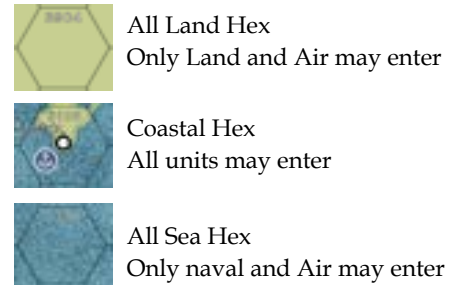 All Land Hex
Only Land and Air may enter
Coastal Hex
All units may enter
All Sea Hex
Only naval and Air may enter